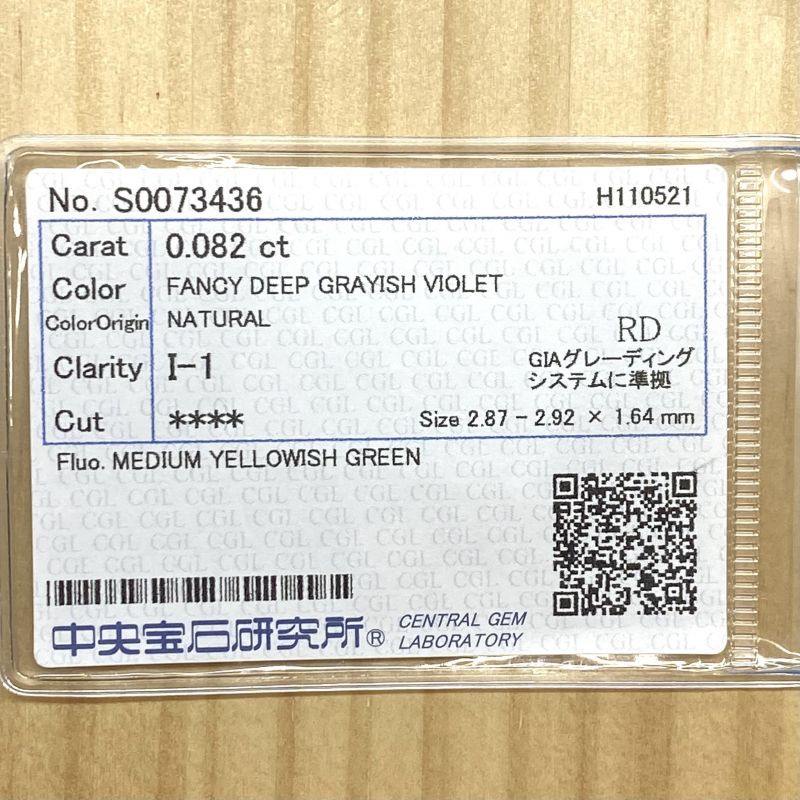 No. S0073436 H110521
Carat 0.082 ct
Color FANCY DEEP GRAYISH VIOLET
ColorOrigin NATURAL
RD
Clarity I-1
GIAグレーディング
システムに準拠
Cut **** Size 2.87 - 2.92 × 1.64 mm
Fluo. MEDIUM YELLOWISH GREEN
中央宝石研究所® CENTRAL GEM
LABORATORY